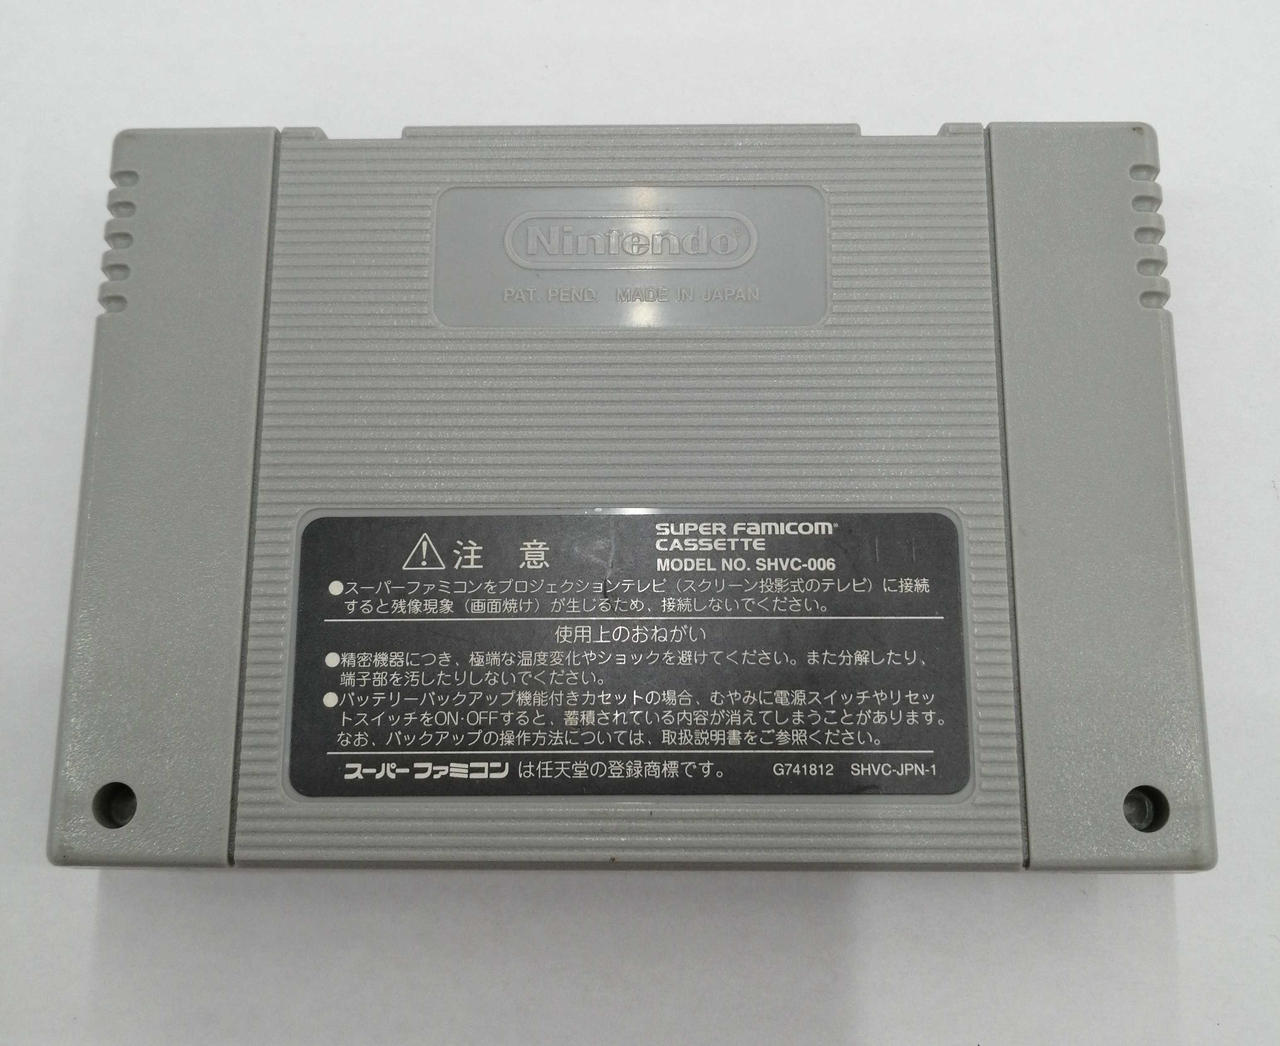 Nintendo®
PAT. PEND. MADE IN JAPAN
注 意
SUPER FAMICOM®
CASSETTE
MODEL NO. SHVC-006
●スーパーファミコンをプロジェクションテレビ（スクリーン投影式のテレビ）に接続
すると残像現象（画面焼け）が生じるため、接続しないでください。
使用上のおねがい
●精密機器につき、極端な温度変化やショックを避けてください。また分解したり、
端子部を汚したりしないでください。
●バッテリーバックアップ機能付きカセットの場合、むやみに電源スイッチやリセッ
トスイッチをON・OFFすると、蓄積されている内容が消えてしまうことがあります。
なお、バックアップの操作方法については、取扱説明書をご参照ください。
スーパーファミコン は任天堂の登録商標です。 G741812 SHVC-JPN-1